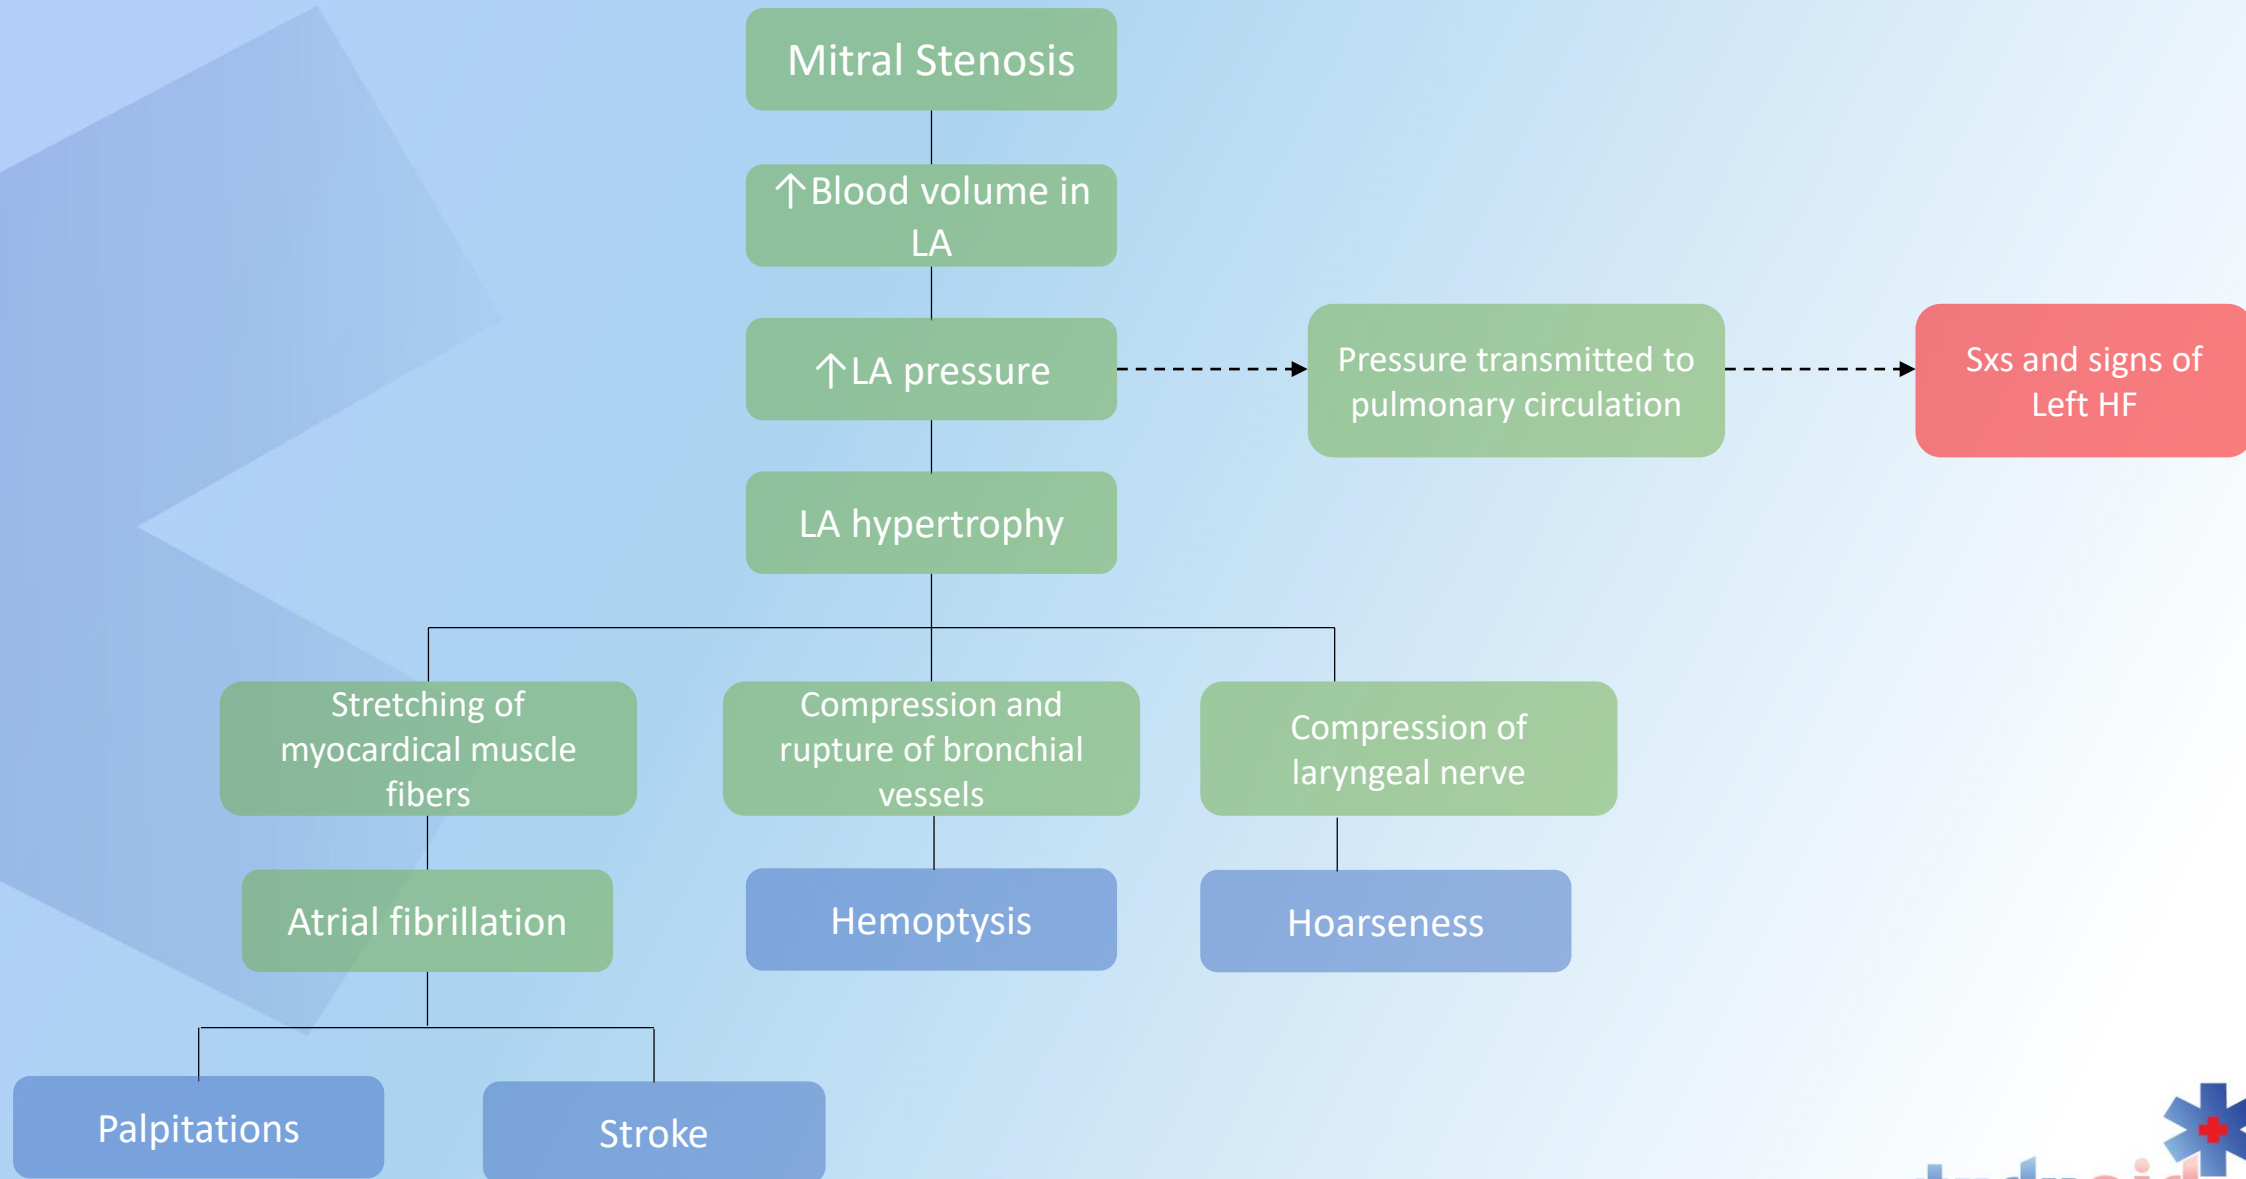 Mitral Stenosis
↑Blood volume in
LA
↑LA pressure
Pressure transmitted to
pulmonary circulation
Sxs and signs of
Left HF
LA hypertrophy
Stretching of
myocardical muscle
fibers
Compression and
rupture of bronchial
vessels
Compression of
laryngeal nerve
Atrial fibrillation
Hemoptysis
Hoarseness
Palpitations
Stroke